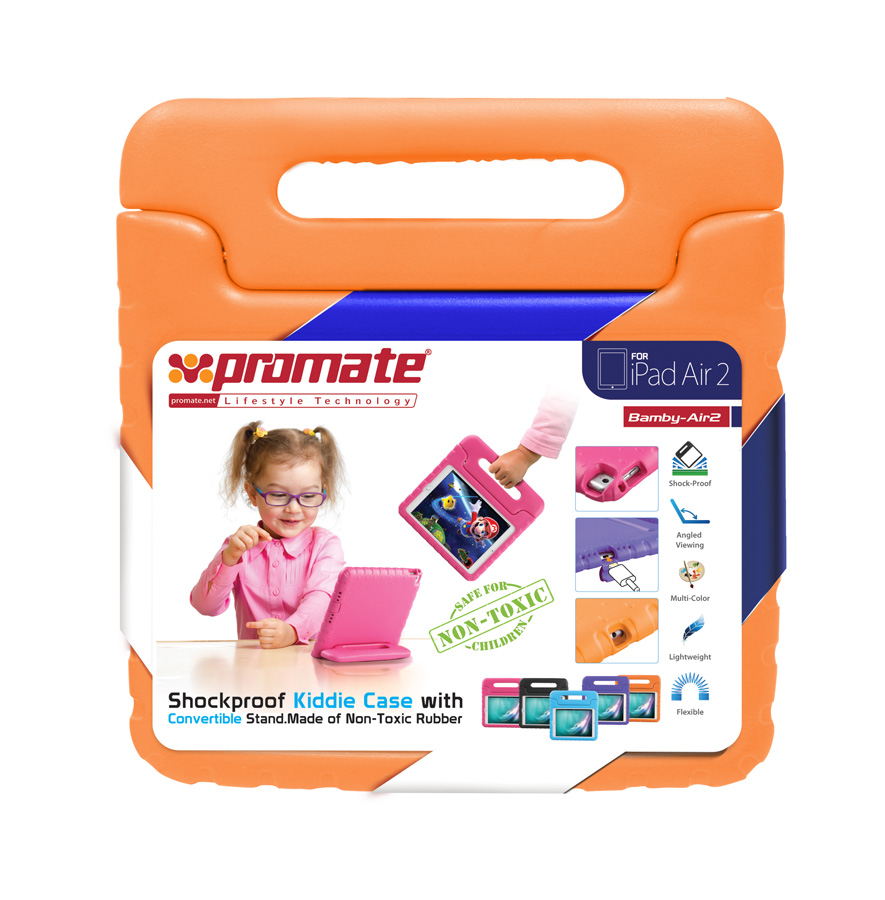 promate®
promate.net Lifestyle Technology
FOR
iPad Air 2
Bamby-Air2
Shock-Proof
Angled
Viewing
Multi-Color
Lightweight
Flexible
SAFE FOR
NON-TOXIC
CHILDREN
Shockproof Kiddie Case with
Convertible Stand.Made of Non-Toxic Rubber